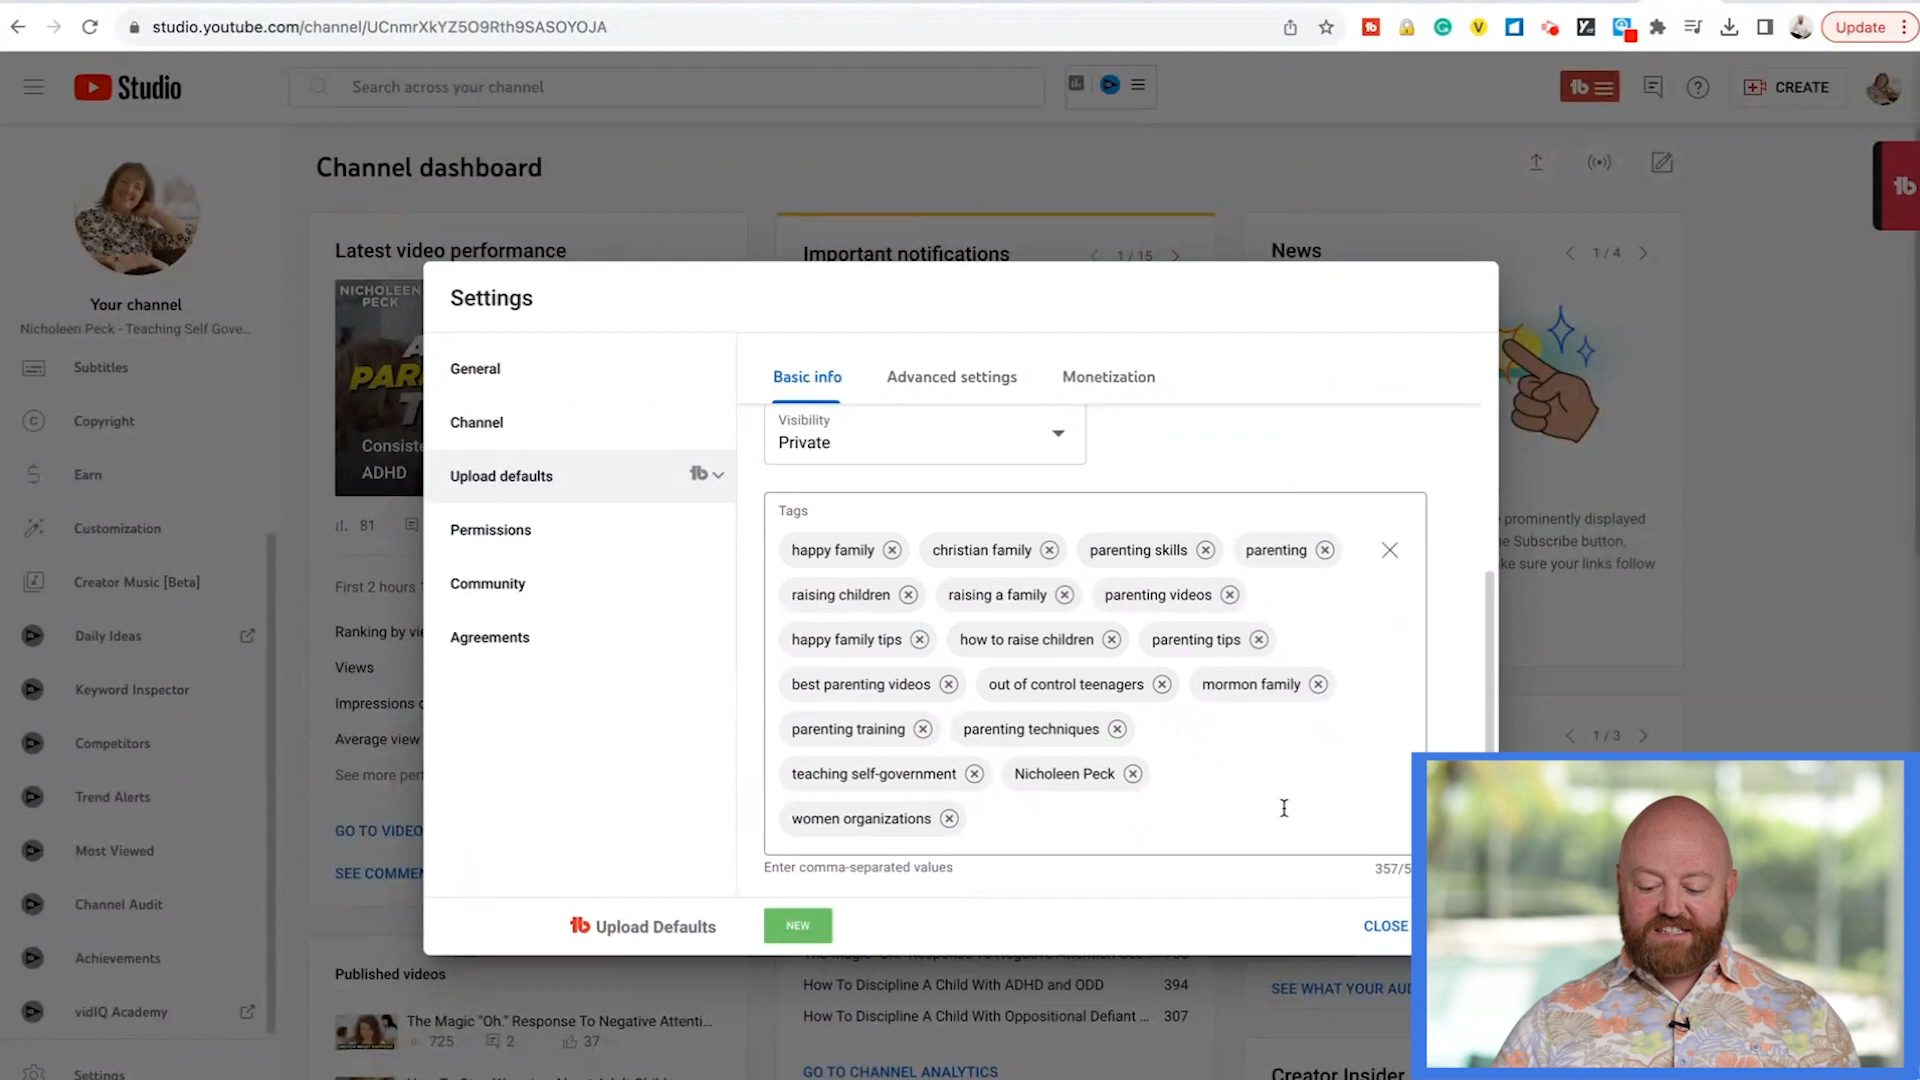 studio.youtube.com/channel/UCnmrXkYZ5O9Rth9SASOYOJA
Update
Studio
Search across your channel
CREATE
Channel dashboard
Your channel
Nicholeen Peck - Teaching Self Gove...
Subtitles
Copyright
Earn
Customization
Creator Music [Beta]
Daily Ideas
Keyword Inspector
Competitors
Trend Alerts
Most Viewed
Channel Audit
Achievements
vidIQ Academy
Settings
Latest video performance
NICHOLEEN
PECK
Consiste
ADHD
81
First 2 hours
Ranking by vie
Views
Impressions c
Average view
See more perf
GO TO VIDEO
SEE COMME
Important notifications
1 / 15
News
1 / 4
prominently displayed
e Subscribe button.
ke sure your links follow
1 / 3
Settings
General
Channel
Upload defaults
Permissions
Community
Agreements
Basic info
Advanced settings
Monetization
Visibility
Private
Tags
happy family
christian family
parenting skills
parenting
raising children
raising a family
parenting videos
happy family tips
how to raise children
parenting tips
best parenting videos
out of control teenagers
mormon family
parenting training
parenting techniques
teaching self-government
Nicholeen Peck
women organizations
Enter comma-separated values
357/5
tb Upload Defaults
NEW
CLOSE
Published videos
The Magic "Oh." Response To Negative Attenti...
725
2
37
How To Discipline A Child With ADHD and ODD
394
How To Discipline A Child With Oppositional Defiant ...
307
GO TO CHANNEL ANALYTICS
SEE WHAT YOUR AUD
Creator Insider